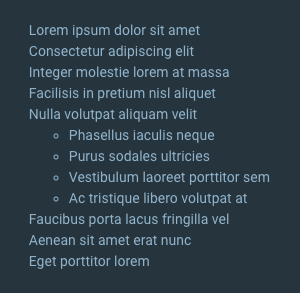 Lorem ipsum dolor sit amet
Consectetur adipiscing elit
Integer molestie lorem at massa
Facilisis in pretium nisl aliquet
Nulla volutpat aliquam velit
Phasellus iaculis neque
Purus sodales ultricies
Vestibulum laoreet porttitor sem
Ac tristique libero volutpat at
Faucibus porta lacus fringilla vel
Aenean sit amet erat nunc
Eget porttitor lorem